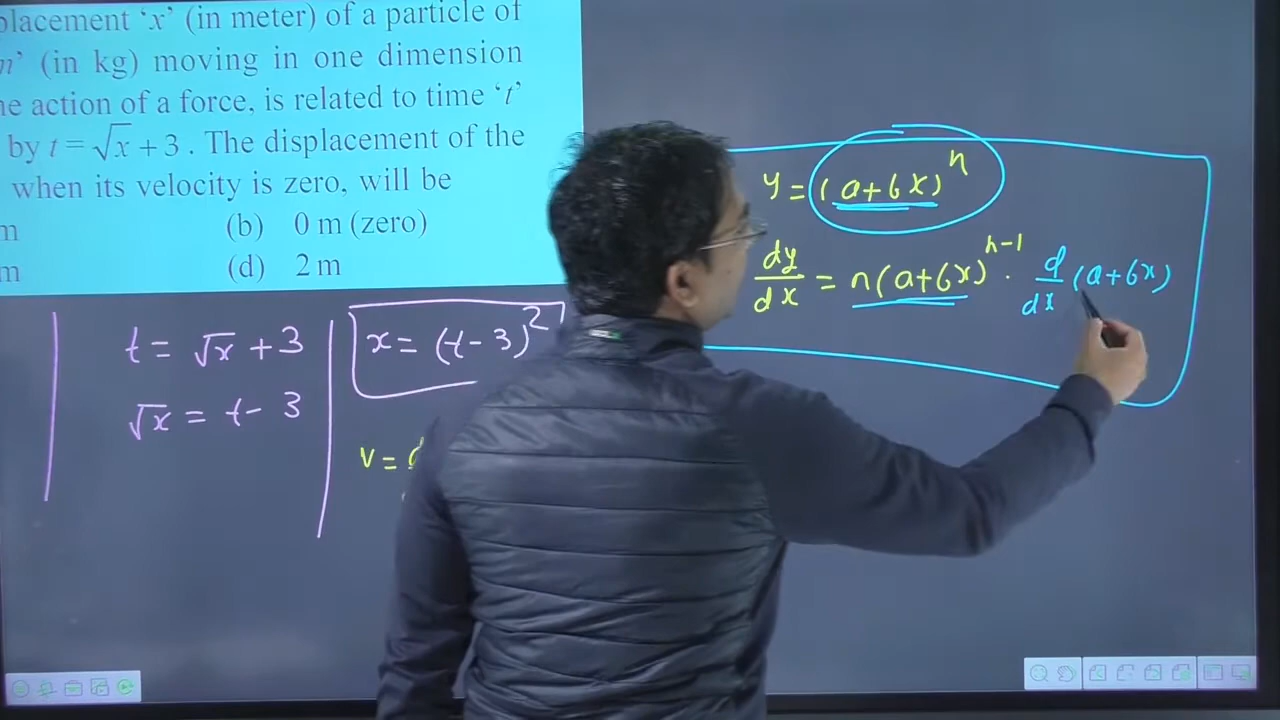 placement ‘x’ (in meter) of a particle of
(in kg) moving in one dimension
action of a force, is related to time ‘t’
by t = √x + 3 . The displacement of the
when its velocity is zero, will be
m (b) 0 m (zero)
m (d) 2 m
t = √x + 3
√x = t - 3
x = (t - 3)²
v =
y = (a+bx)ⁿ
dy/dx = n(a+bx)ⁿ⁻¹ · d/dx (a+bx)